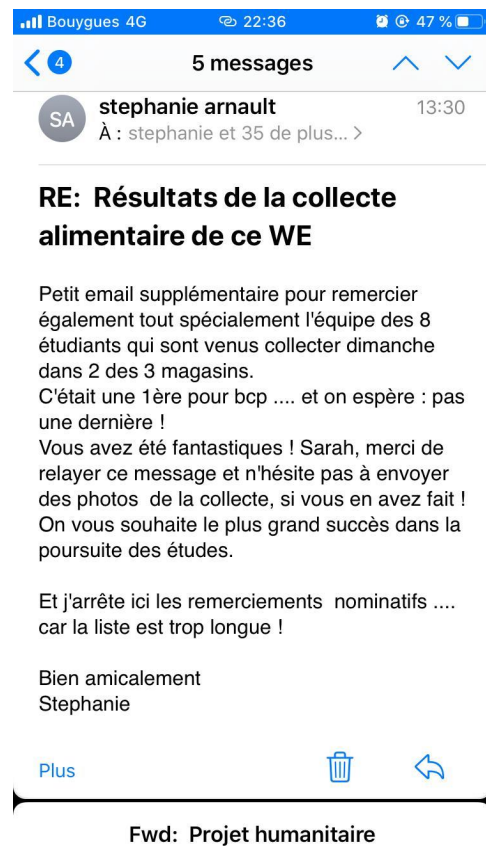 Bouygues 4G 22:36 47 %
4 5 messages
SA stephanie arnault 13:30
À : stephanie et 35 de plus... >
RE: Résultats de la collecte
alimentaire de ce WE
Petit email supplémentaire pour remercier
également tout spécialement l'équipe des 8
étudiants qui sont venus collecter dimanche
dans 2 des 3 magasins.
C'était une 1ère pour bcp .... et on espère : pas
une dernière !
Vous avez été fantastiques ! Sarah, merci de
relayer ce message et n'hésite pas à envoyer
des photos  de la collecte, si vous en avez fait !
On vous souhaite le plus grand succès dans la
poursuite des études.
Et j'arrête ici les remerciements  nominatifs ....
car la liste est trop longue !
Bien amicalement
Stephanie
Plus
Fwd: Projet humanitaire